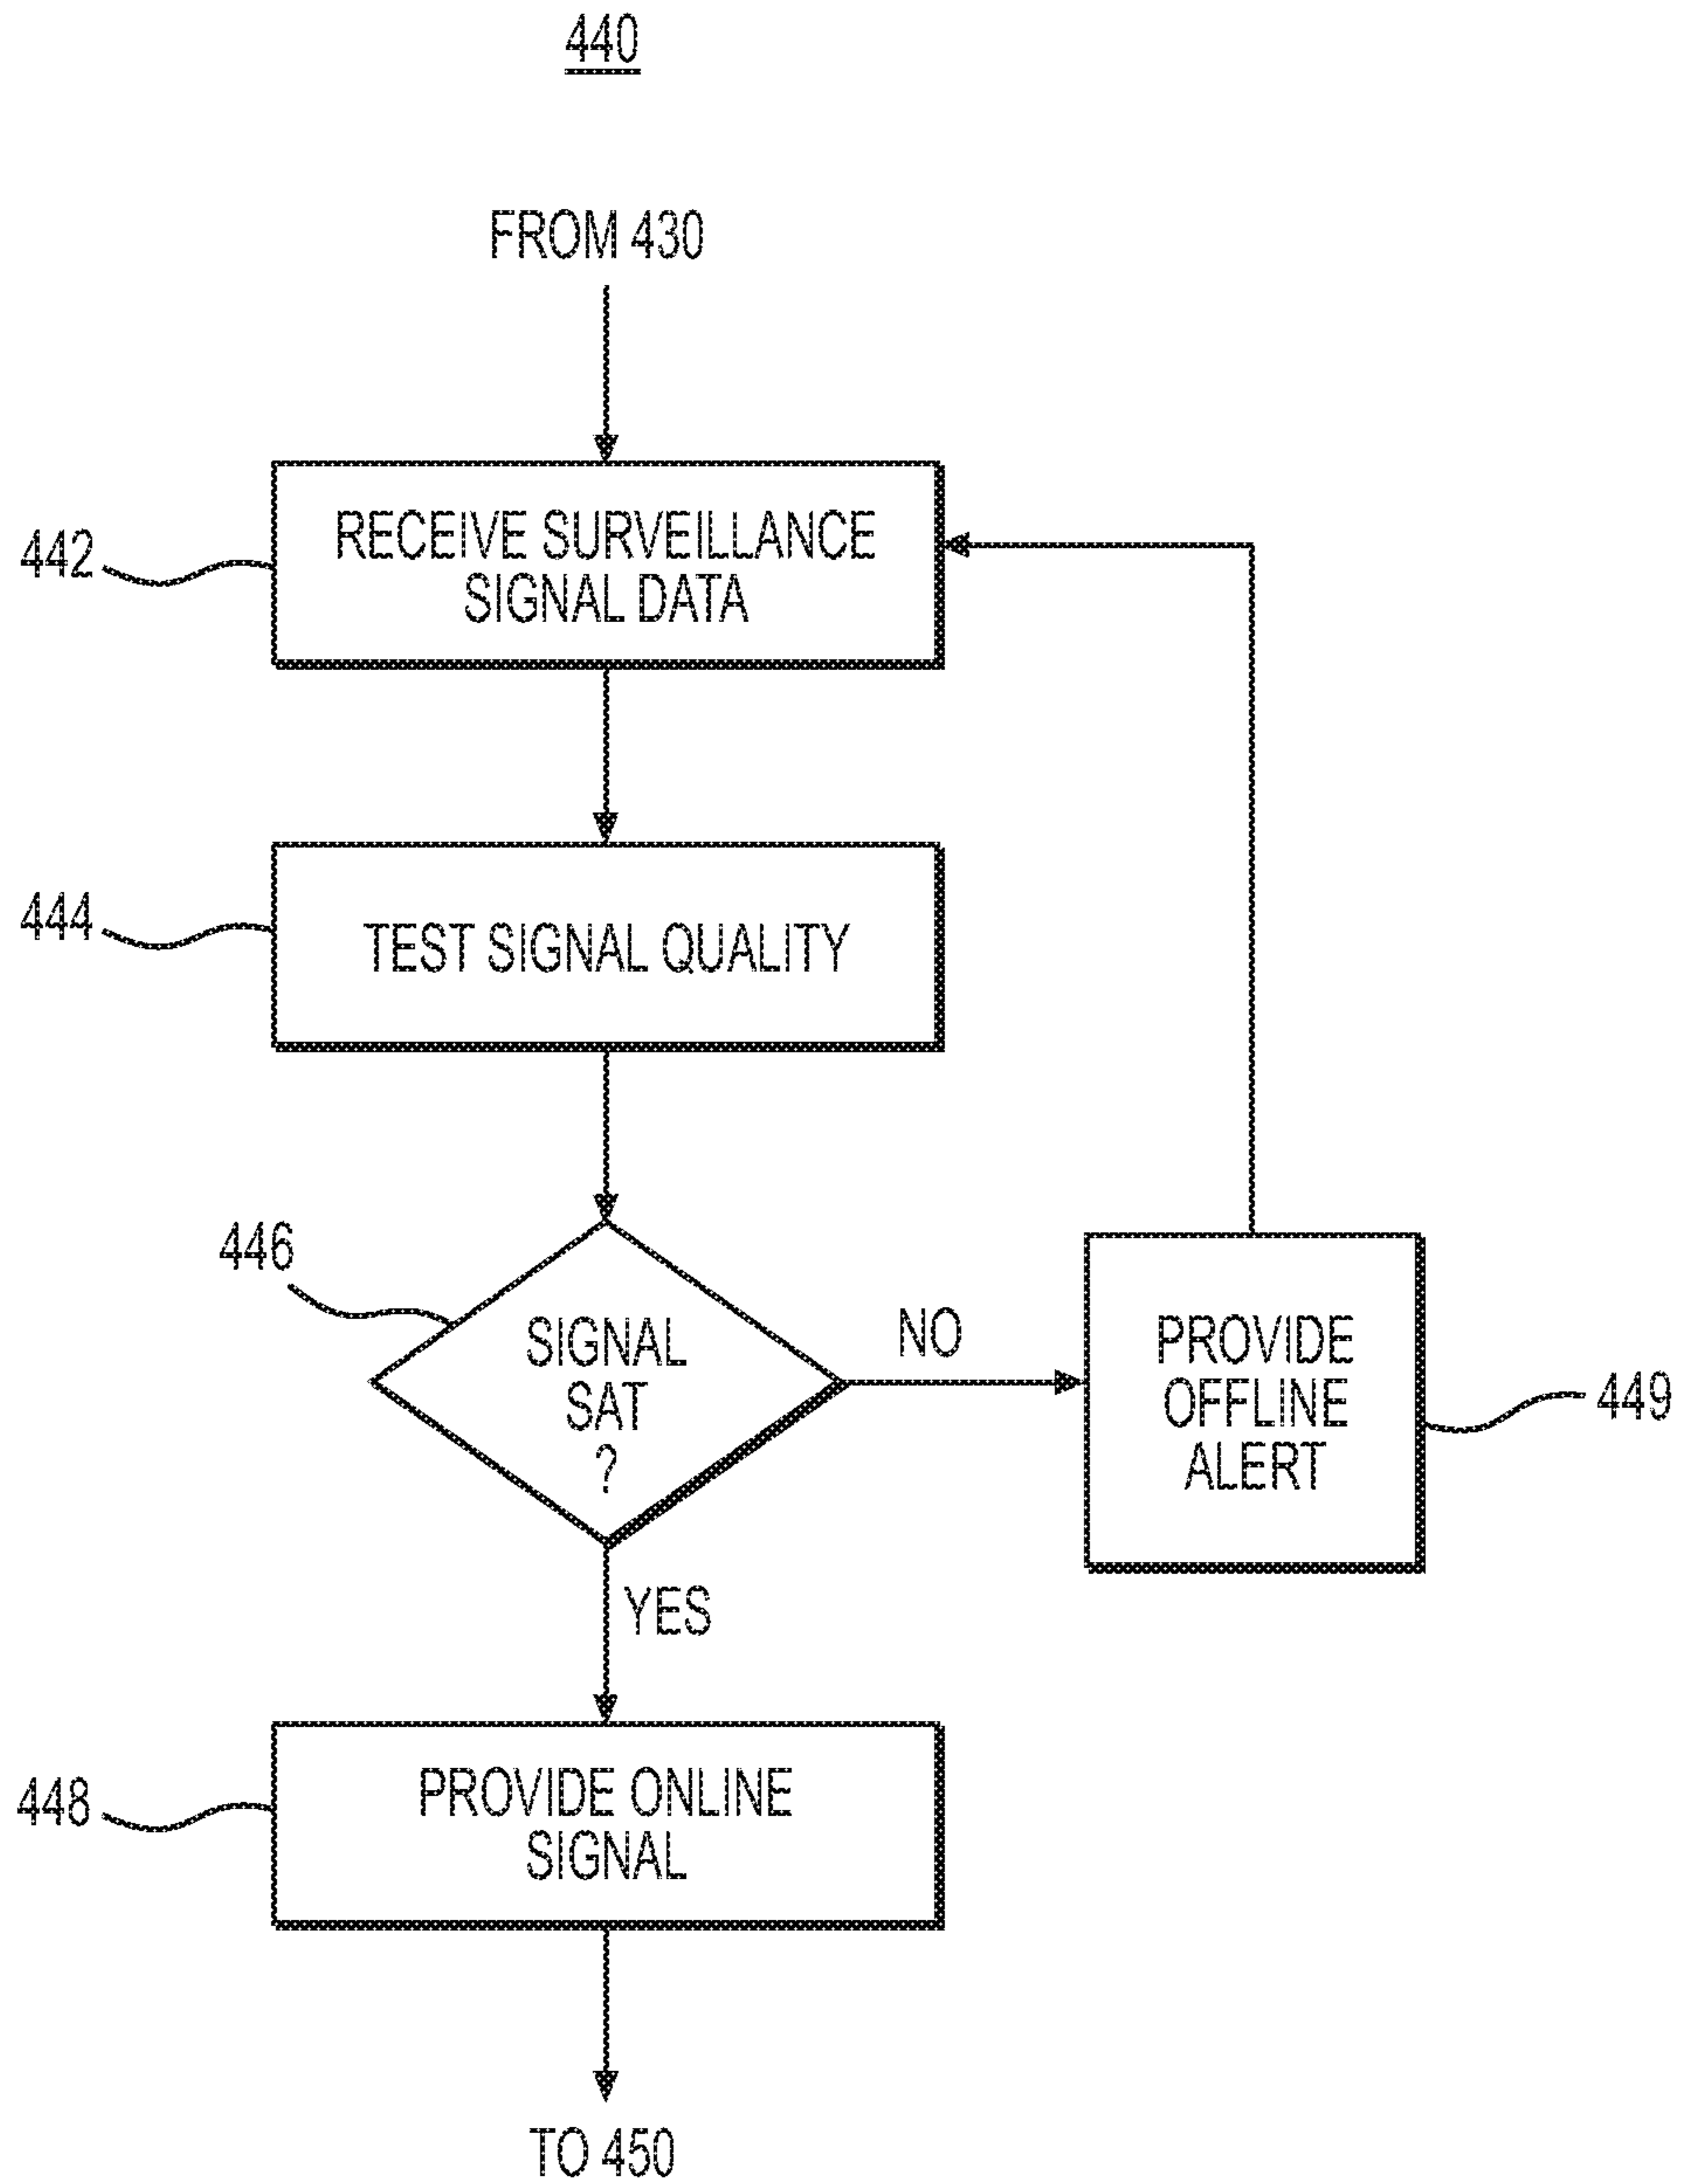 440
FROM 430
442
RECEIVE SURVEILLANCE
SIGNAL DATA
444
TEST SIGNAL QUALITY
446
SIGNAL
SAT
?
NO
PROVIDE
OFFLINE
ALERT
449
YES
448
PROVIDE ONLINE
SIGNAL
TO 450